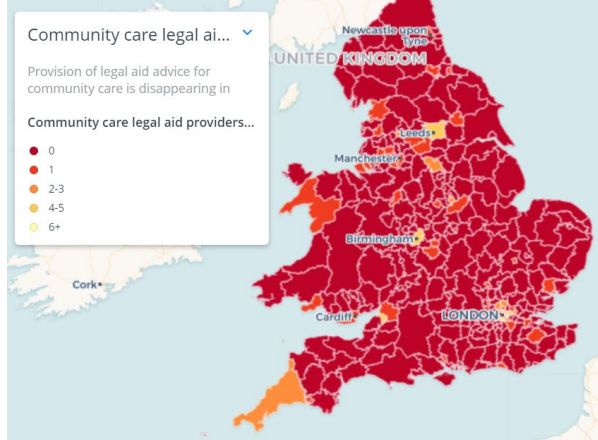 Community care legal ai...
Provision of legal aid advice for
community care is disappearing in
Community care legal aid providers...
0
1
2-3
4-5
6+
Newcastle upon
Tyne
UNITED KINGDOM
Leeds
Manchester
Birmingham
Cork
Cardiff
LONDON